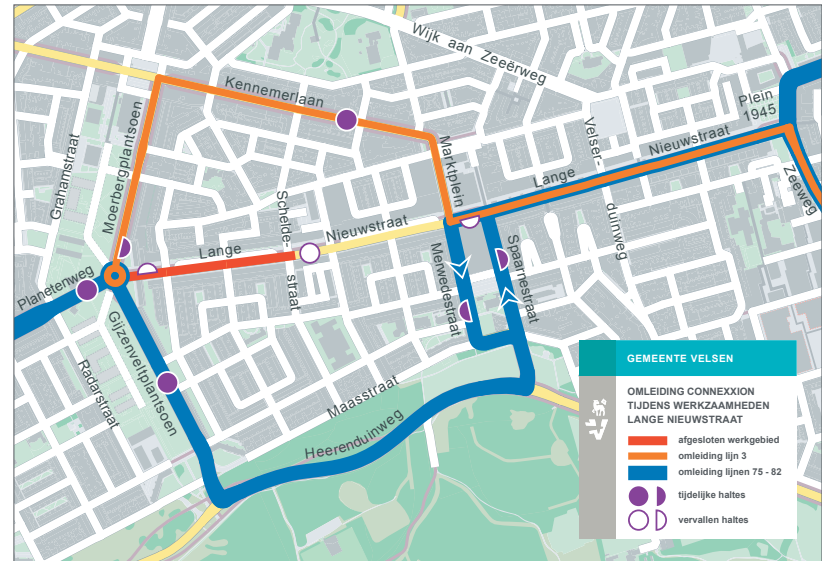 Wijk aan Zeeërweg
Kennemerlaan
Moerbergplantsoen
Grahamstraat
Marktplein
Velser-
duinweg
Plein
1945
Lange
Nieuwstraat
Zeeweg
Schelde-
straat
Lange
Nieuwstraat
Planetenweg
Merwedestraat
Spaarnestraat
Gijzenveltplantsoen
Radarstraat
Maasstraat
Heerenduinweg
GEMEENTE VELSEN
OMLEIDING CONNEXXION
TIJDENS WERKZAAMHEDEN
LANGE NIEUWSTRAAT
afgesloten werkgebied
omleiding lijn 3
omleiding lijnen 75 - 82
tijdelijke haltes
vervallen haltes